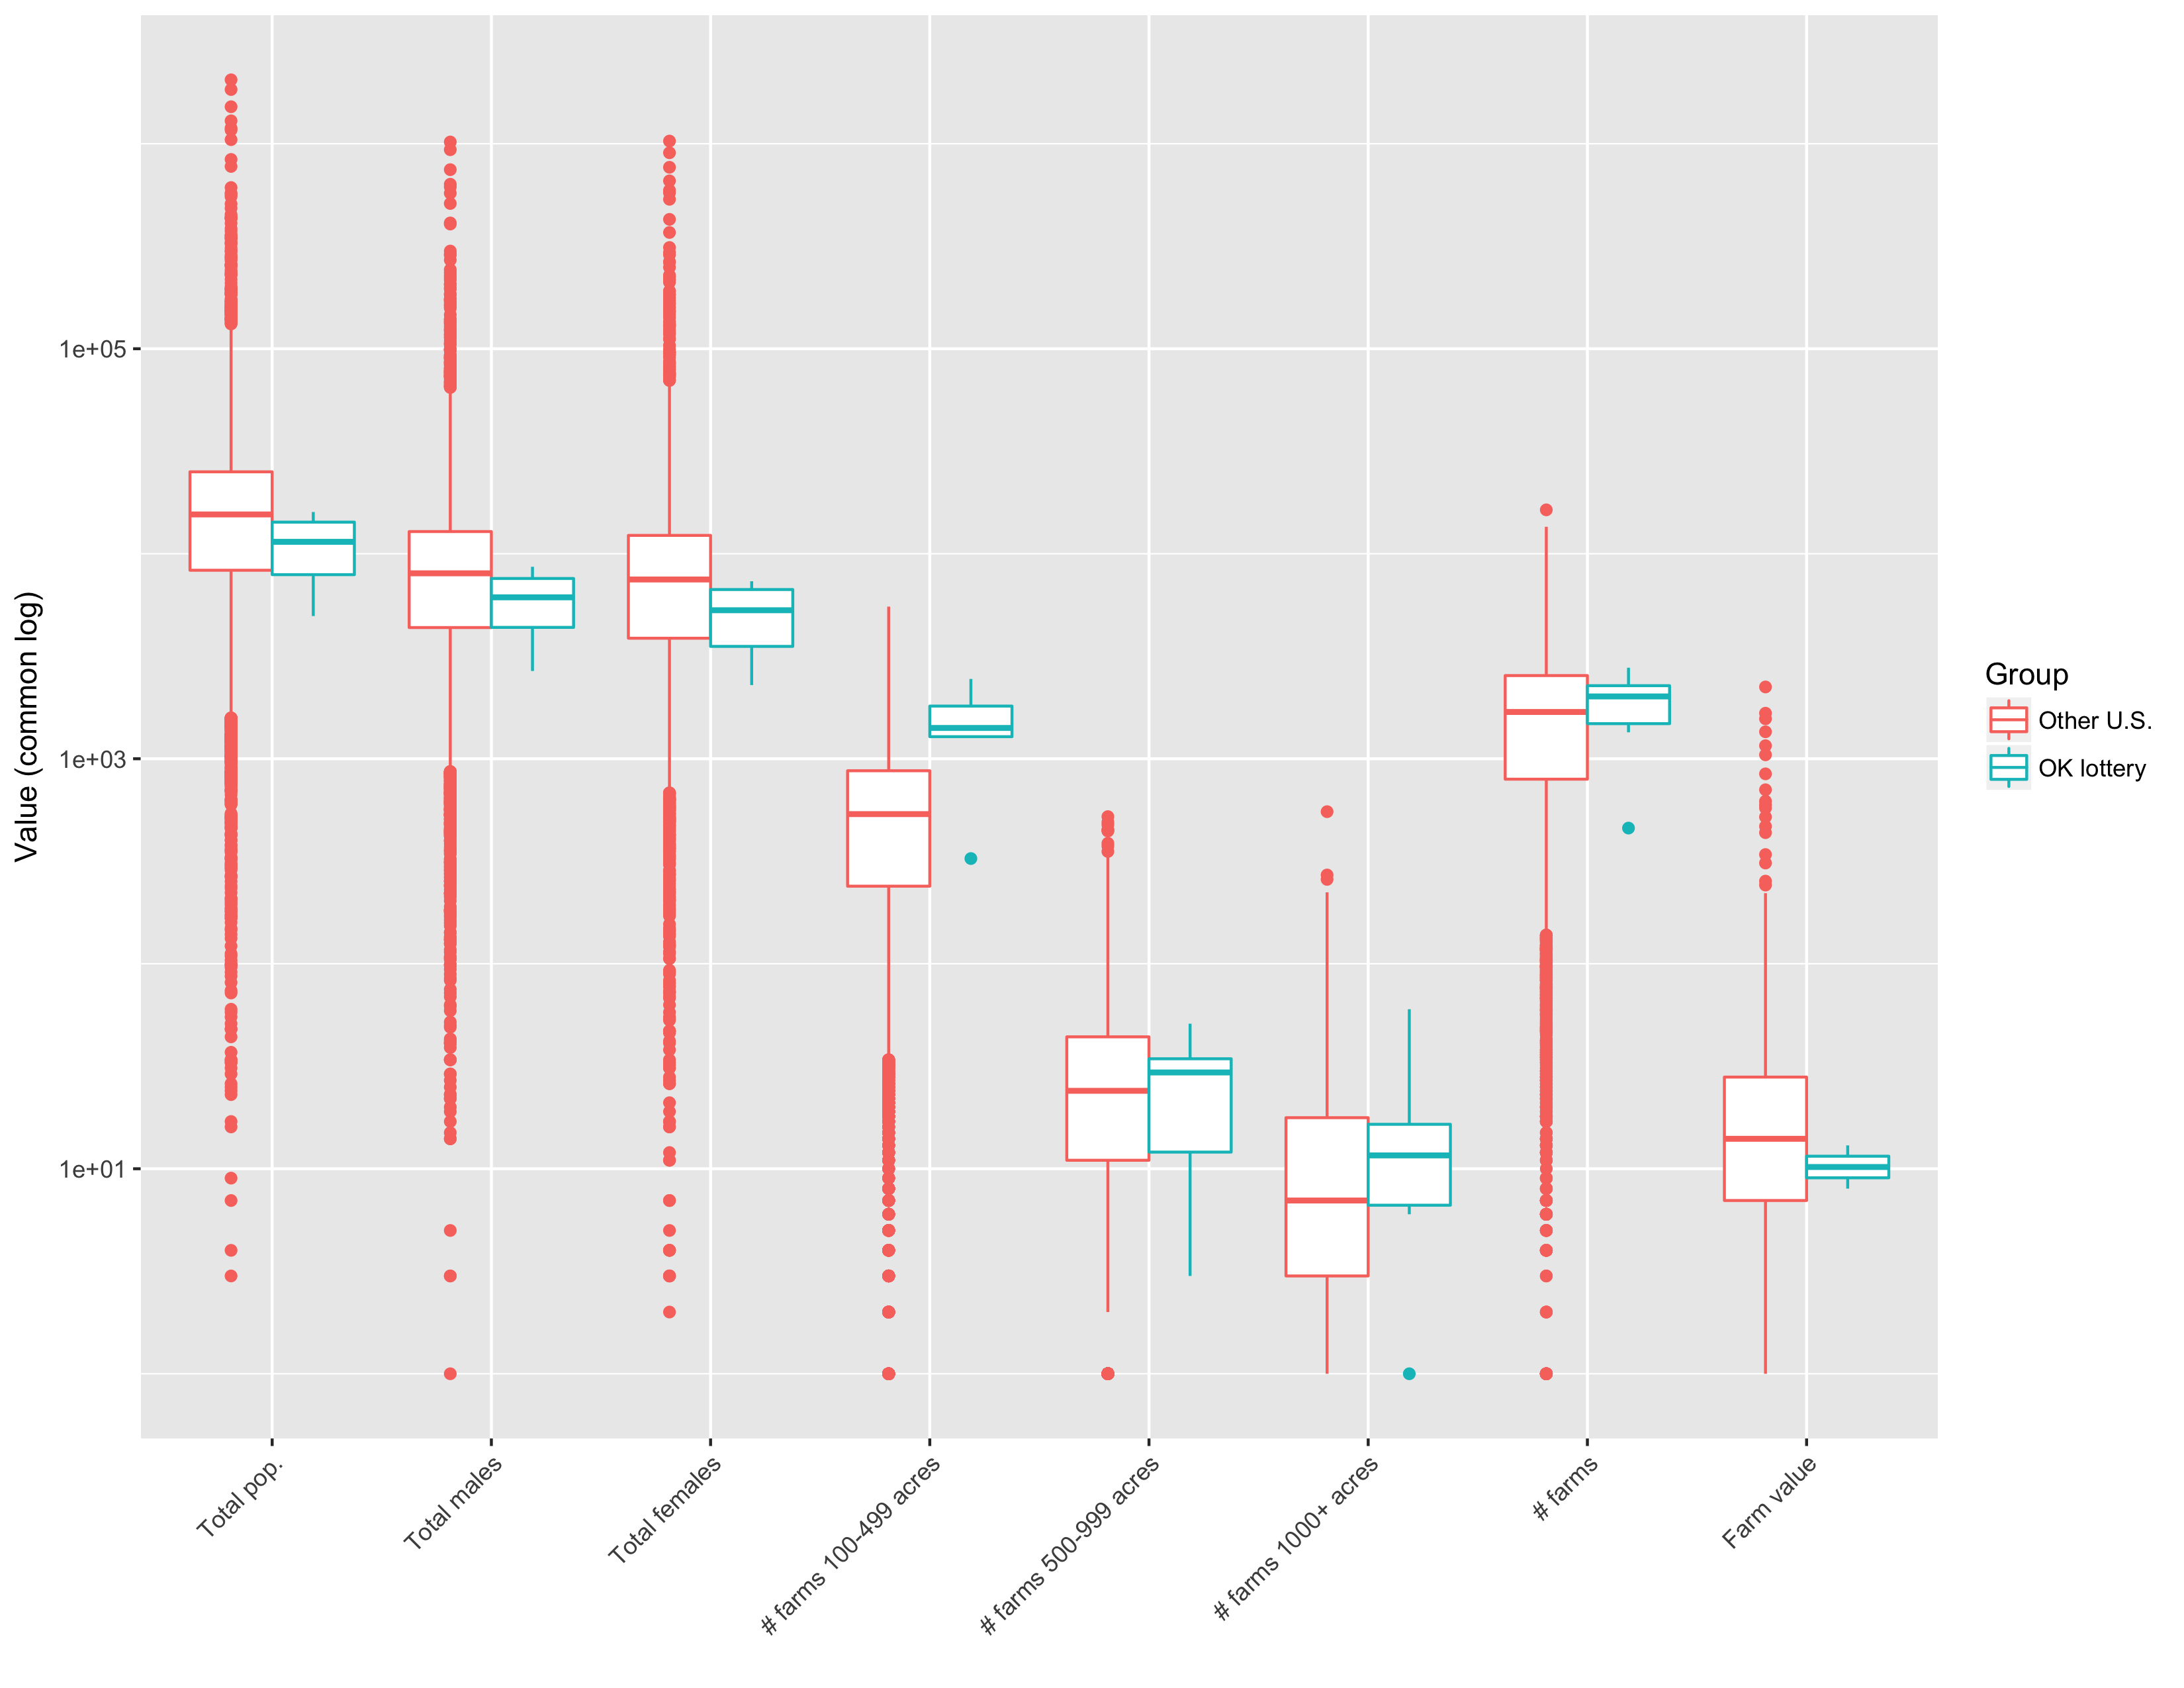 Value (common log)
1e+05
1e+03
1e+01
Total pop.
Total males
Total females
# farms 100-499 acres
# farms 500-999 acres
# farms 1000+ acres
# farms
Farm value
Group
Other U.S.
OK lottery